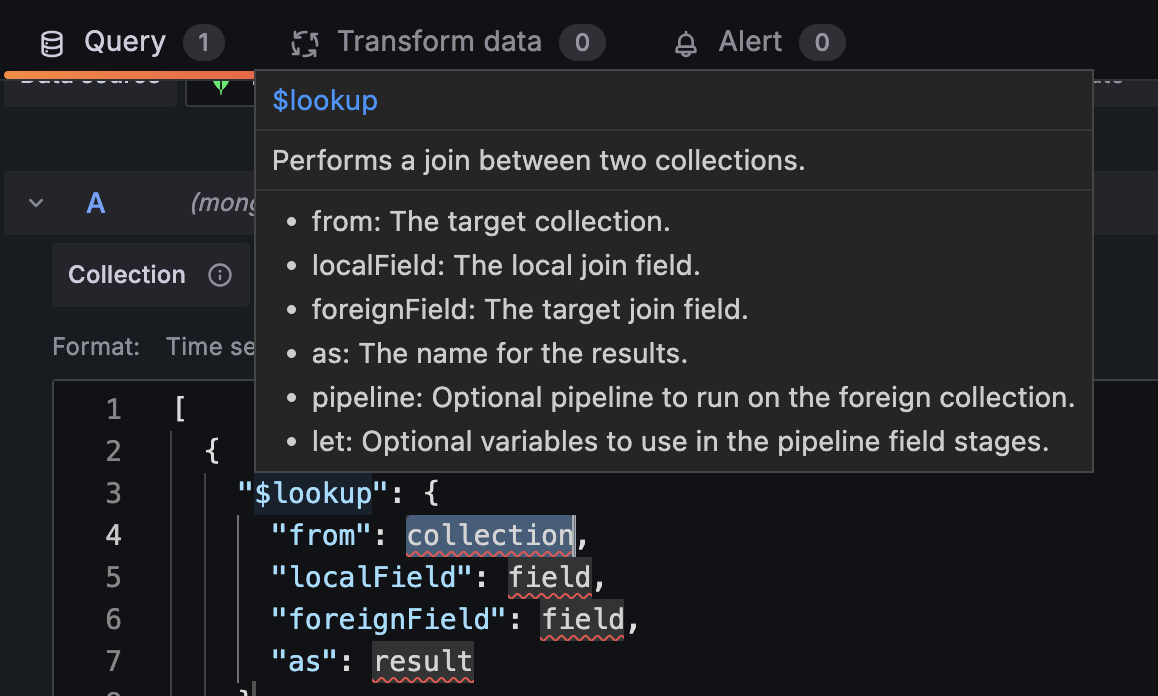 Query 1 Transform data 0 Alert 0
Data source
$lookup
Performs a join between two collections.
A (mong
• from: The target collection.
• localField: The local join field.
• foreignField: The target join field.
• as: The name for the results.
• pipeline: Optional pipeline to run on the foreign collection.
• let: Optional variables to use in the pipeline field stages.
Collection
Format: Time se
1 [
2 {
3 "$lookup": {
4 "from": collection,
5 "localField": field,
6 "foreignField": field,
7 "as": result